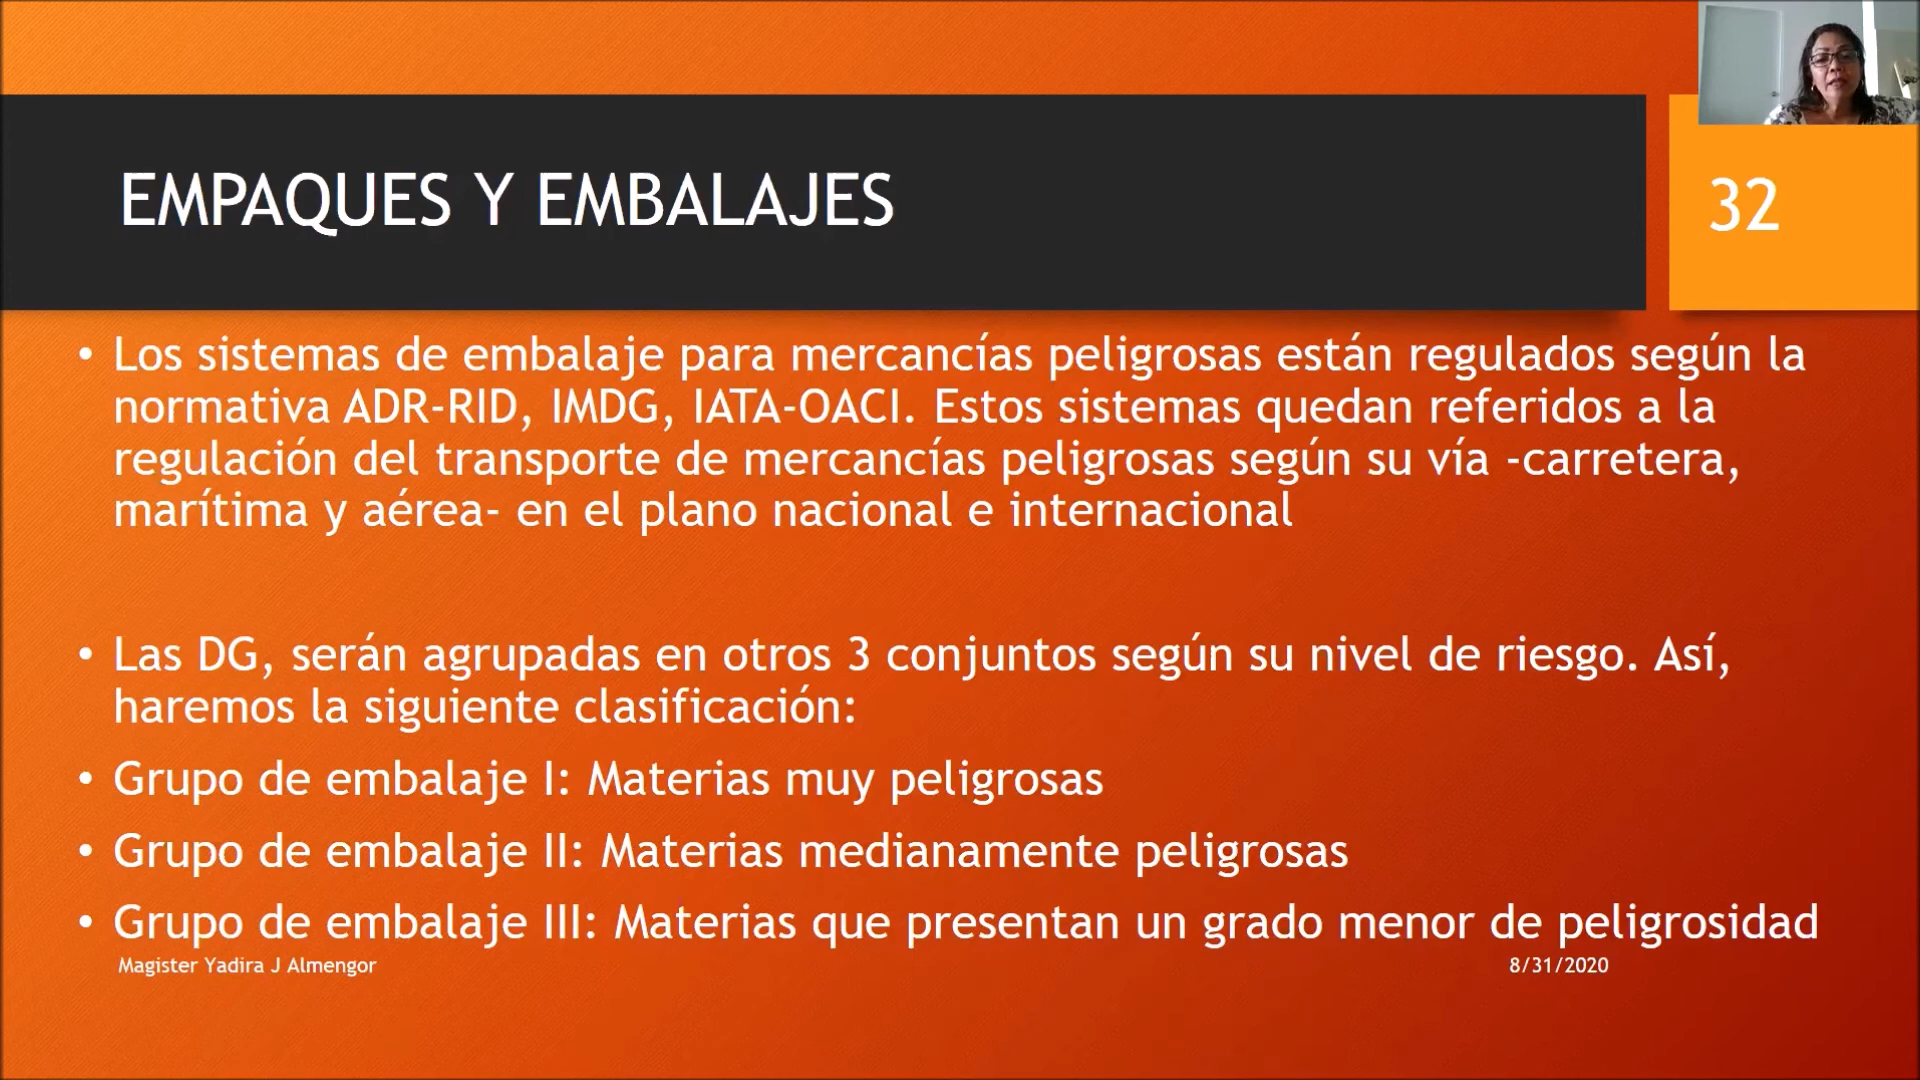 EMPAQUES Y EMBALAJES
32
• Los sistemas de embalaje para mercancías peligrosas están regulados según la
normativa ADR-RID, IMDG, IATA-OACI. Estos sistemas quedan referidos a la
regulación del transporte de mercancías peligrosas según su vía -carretera,
marítima y aérea- en el plano nacional e internacional
• Las DG, serán agrupadas en otros 3 conjuntos según su nivel de riesgo. Así,
haremos la siguiente clasificación:
• Grupo de embalaje I: Materias muy peligrosas
• Grupo de embalaje II: Materias medianamente peligrosas
• Grupo de embalaje III: Materias que presentan un grado menor de peligrosidad
Magister Yadira J Almengor
8/31/2020